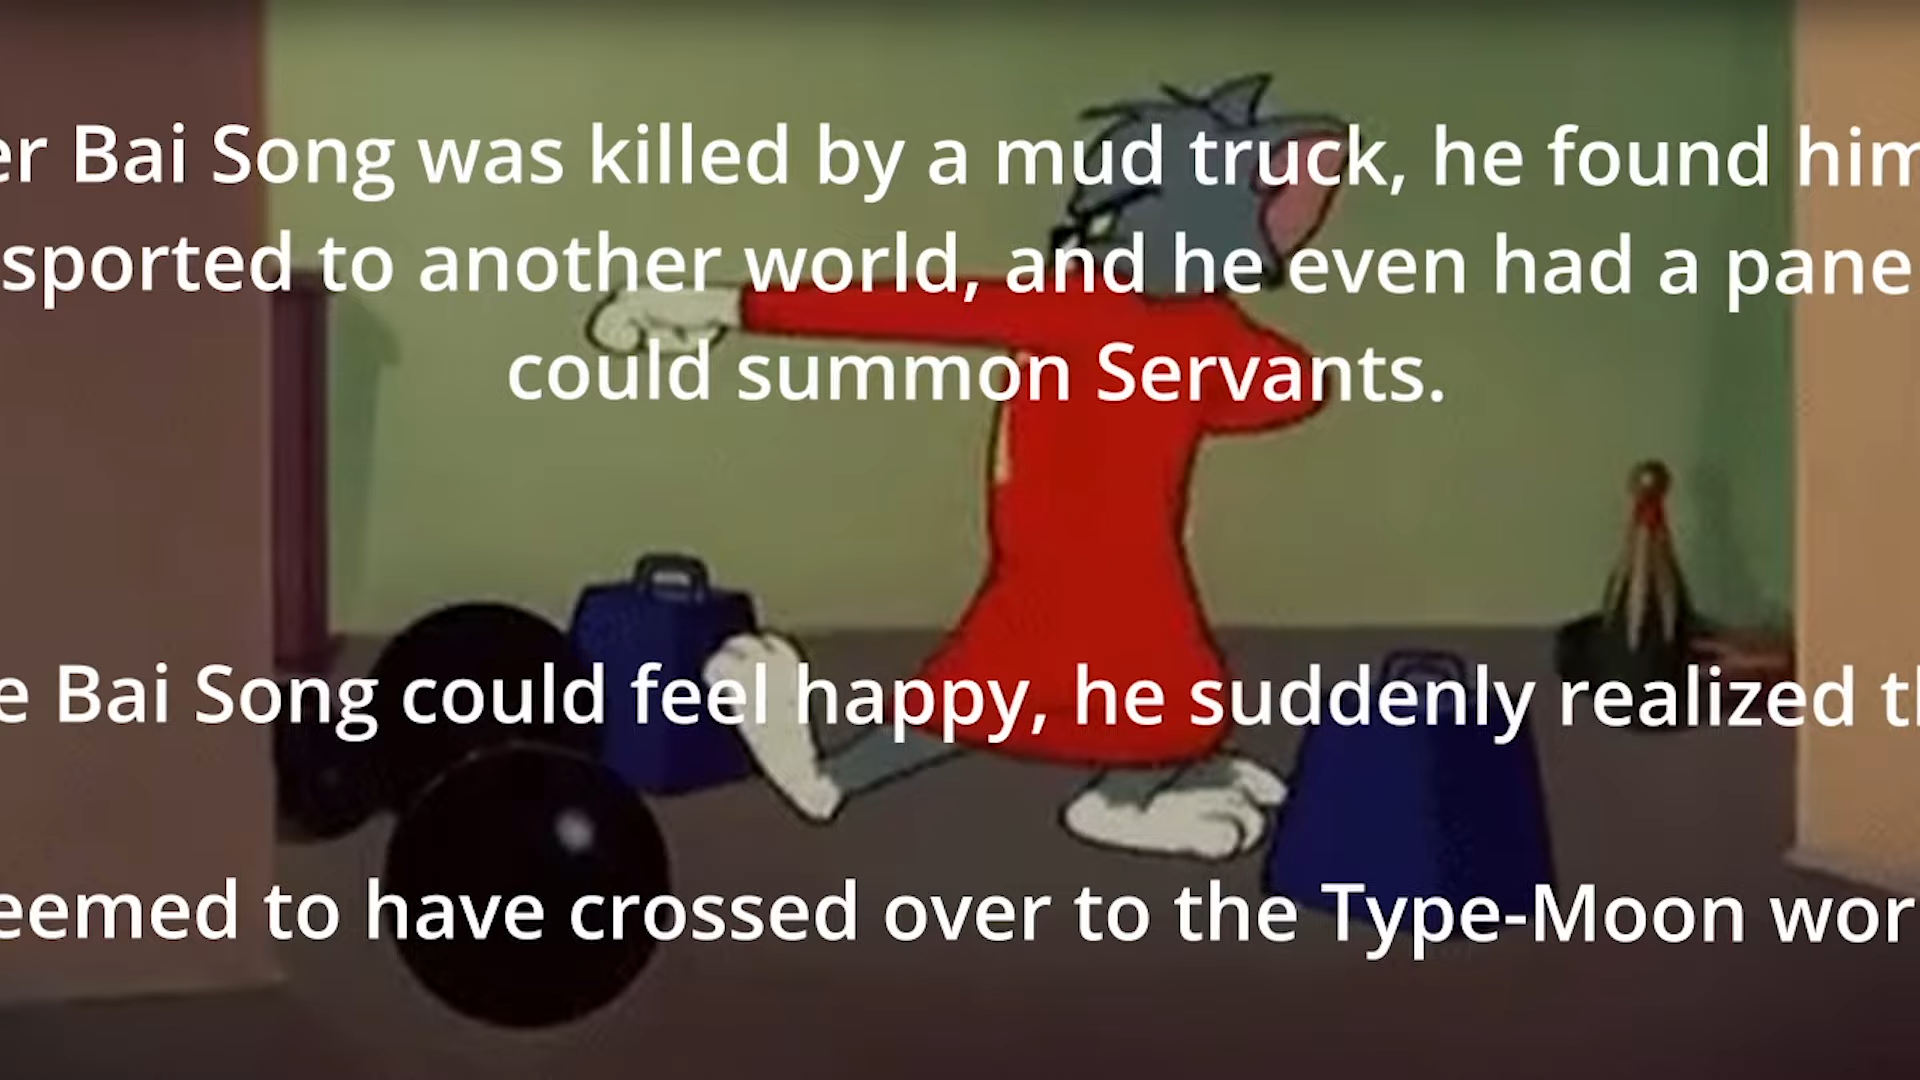 er Bai Song was killed by a mud truck, he found him
sported to another world, and he even had a pane
could summon Servants.
e Bai Song could feel happy, he suddenly realized th
eemed to have crossed over to the Type-Moon wor